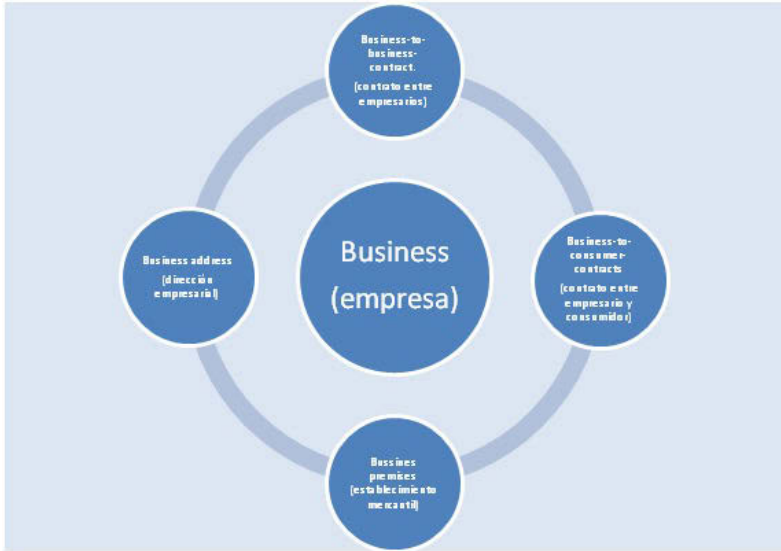 Business-to-
business-
contract.
(contrato entre
empresarios)
Business address
(dirección
empresarial)
Business
(empresa)
Business-to-
consumer-
contracts
(contrato entre
empresario y
consumidor)
Bussines
premises
(establecimiento
mercantil)